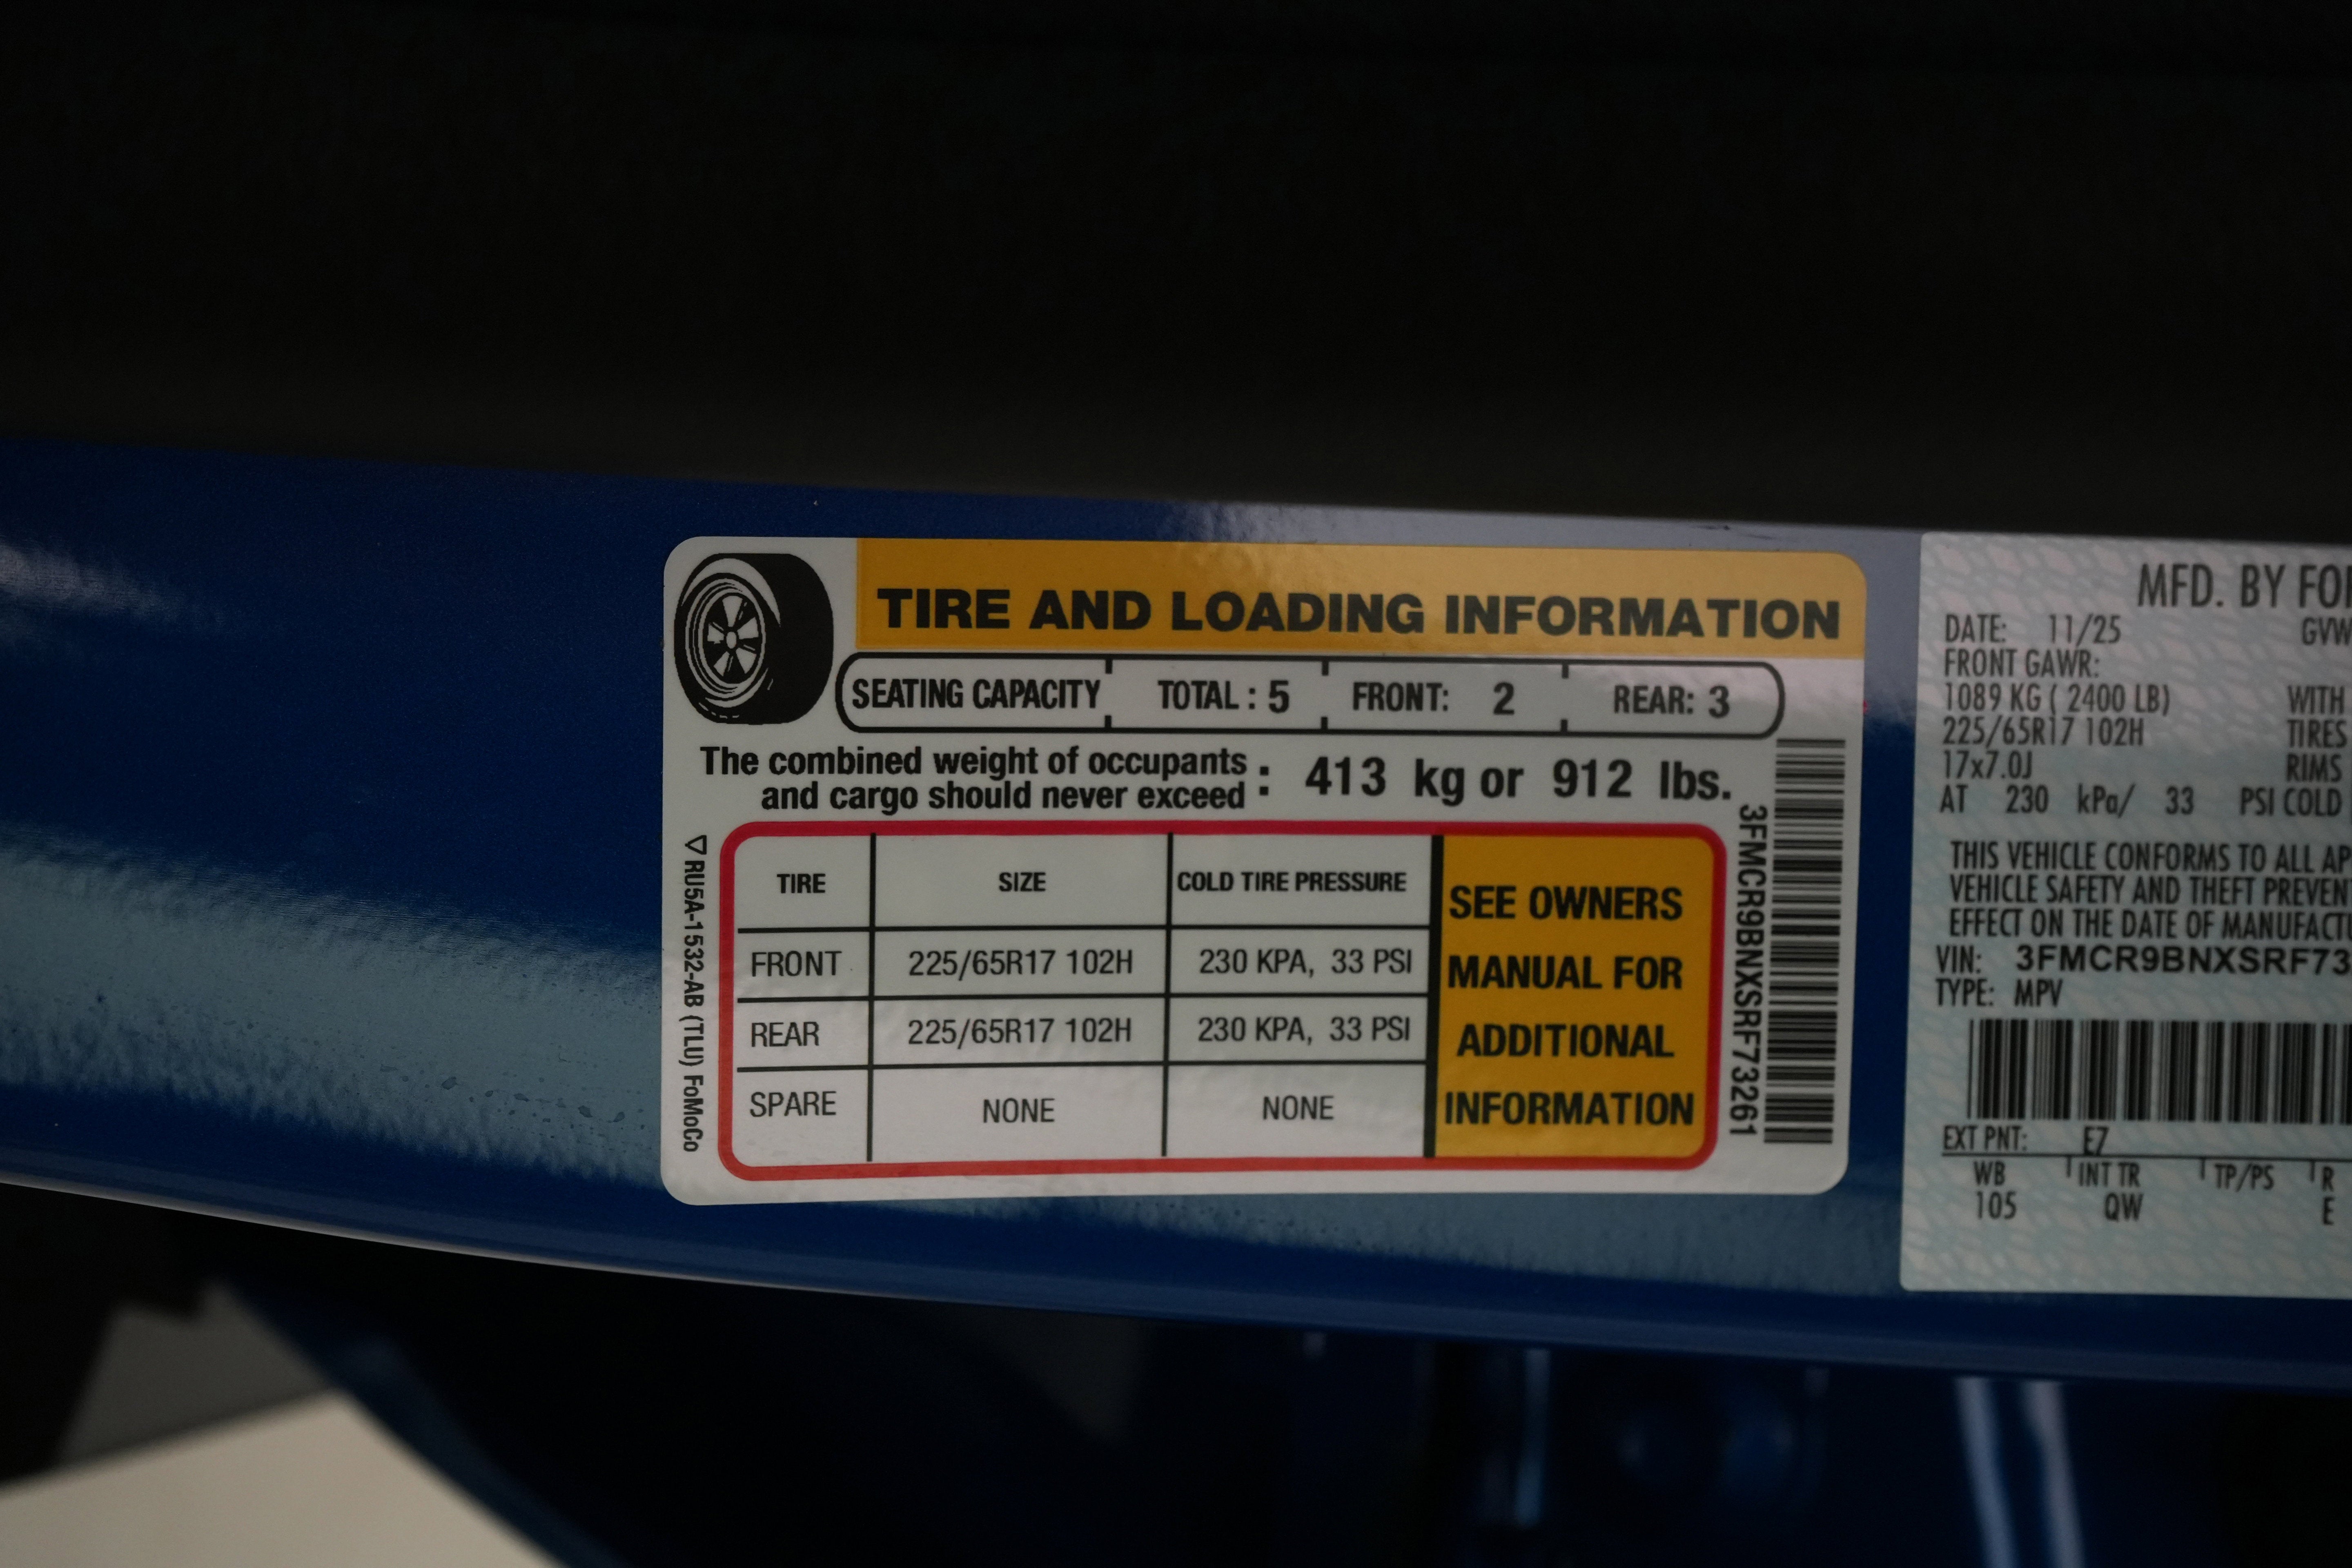 TIRE AND LOADING INFORMATION
SEATING CAPACITY TOTAL : 5 FRONT: 2 REAR: 3
The combined weight of occupants
and cargo should never exceed : 413 kg or 912 lbs.
TIRE SIZE COLD TIRE PRESSURE
FRONT 225/65R17 102H 230 KPA, 33 PSI
REAR 225/65R17 102H 230 KPA, 33 PSI
SPARE NONE NONE
SEE OWNERS
MANUAL FOR
ADDITIONAL
INFORMATION
RU5A-1532-AB (TLU) FoMoCo
3FMCR9BNXSRF73261
MFD. BY FO
DATE: 11/25 GVW
FRONT GAWR:
1089 KG ( 2400 LB) WITH
225/65R17 102H TIRES
17x7.0J RIMS
AT 230 kPa/ 33 PSI COLD
THIS VEHICLE CONFORMS TO ALL AP
VEHICLE SAFETY AND THEFT PREVEN
EFFECT ON THE DATE OF MANUFACTU
VIN: 3FMCR9BNXSRF73
TYPE: MPV
EXT PNT: E7
WB INT TR TP/PS R
105 QW E